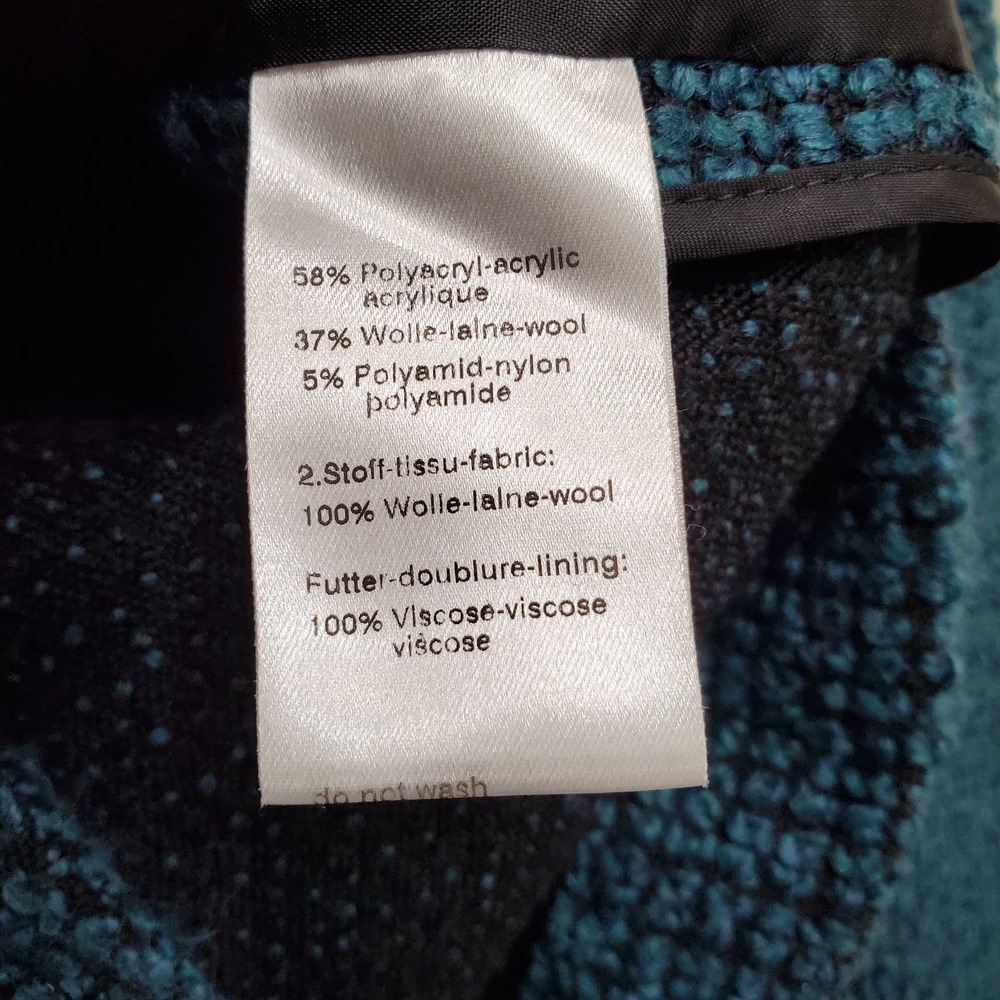 58% Polyacryl-acrylic
acrylique
37% Wolle-laine-wool
5% Polyamid-nylon
polyamide
2.Stoff-tissu-fabric:
100% Wolle-laine-wool
Futter-doublure-lining:
100% Viscose-viscose
viscose
do not wash